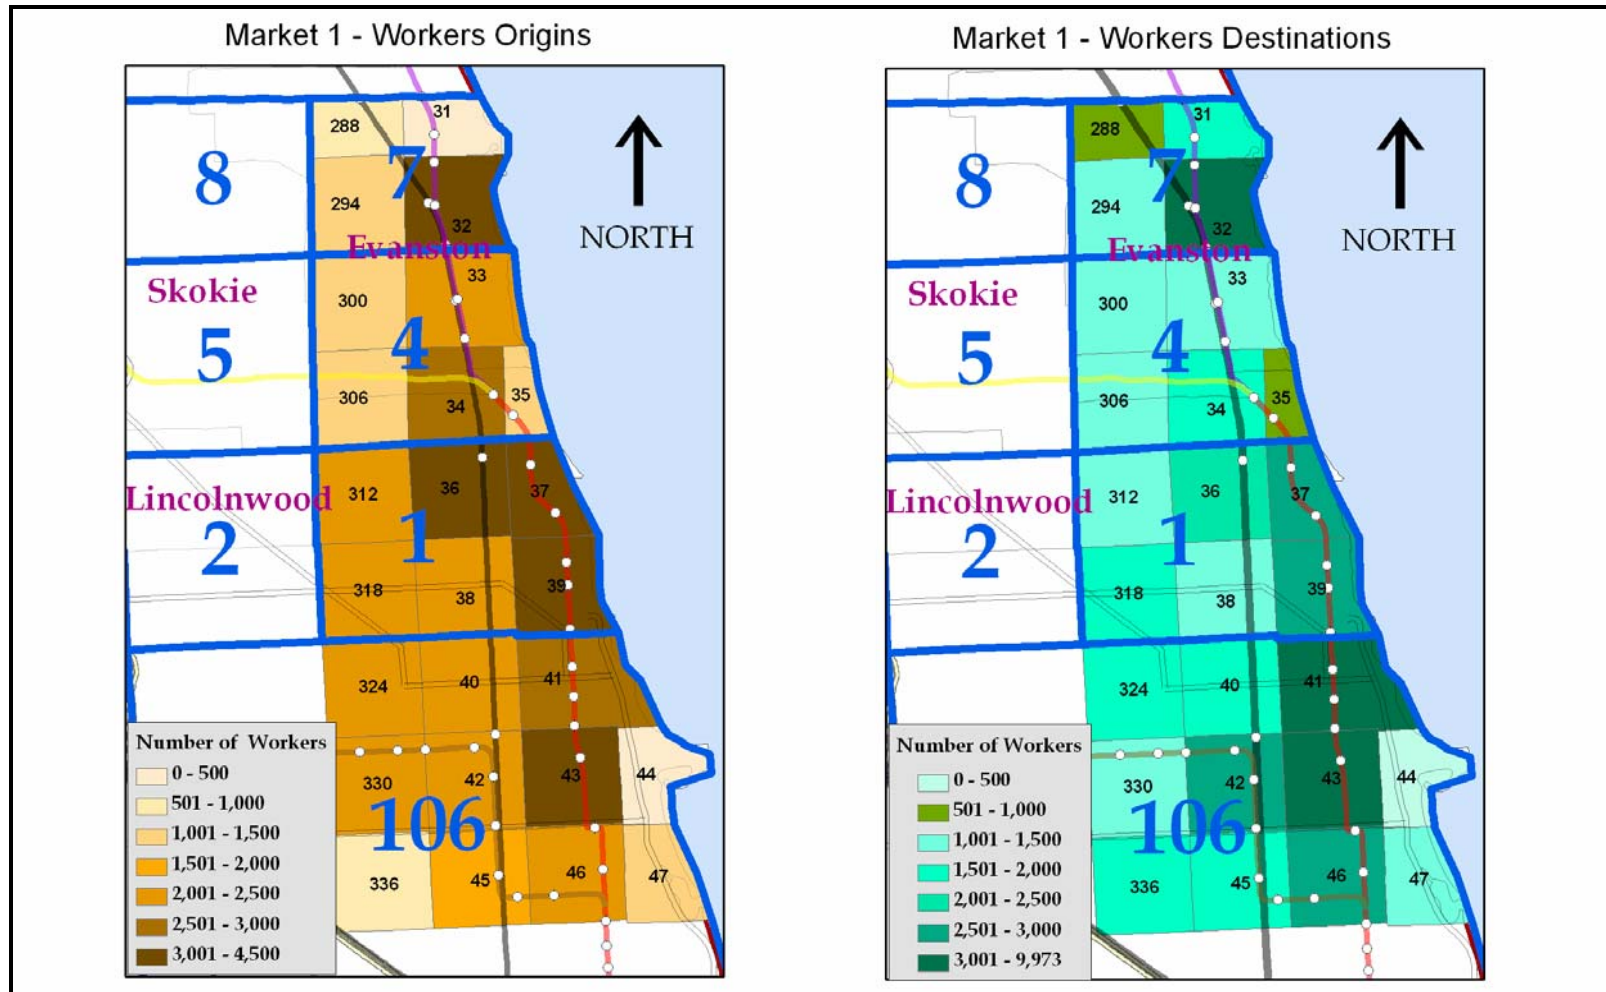 Market 1 - Workers Origins
31
288
7
8
294
32
NORTH
Evanston
33
Skokie
300
4
5
306
34
35
Lincolnwood
312
36
37
1
2
318
38
39
324
40
41
Number of Workers
0 - 500
501 - 1,000
1,001 - 1,500
1,501 - 2,000
2,001 - 2,500
2,501 - 3,000
3,001 - 4,500
330
42
43
44
106
336
45
46
47
Market 1 - Workers Destinations
31
288
7
8
294
32
NORTH
Evanston
33
Skokie
300
4
5
306
34
35
Lincolnwood
312
36
37
1
2
318
38
39
324
40
41
Number of Workers
0 - 500
501 - 1,000
1,001 - 1,500
1,501 - 2,000
2,001 - 2,500
2,501 - 3,000
3,001 - 9,973
330
42
43
44
106
336
45
46
47